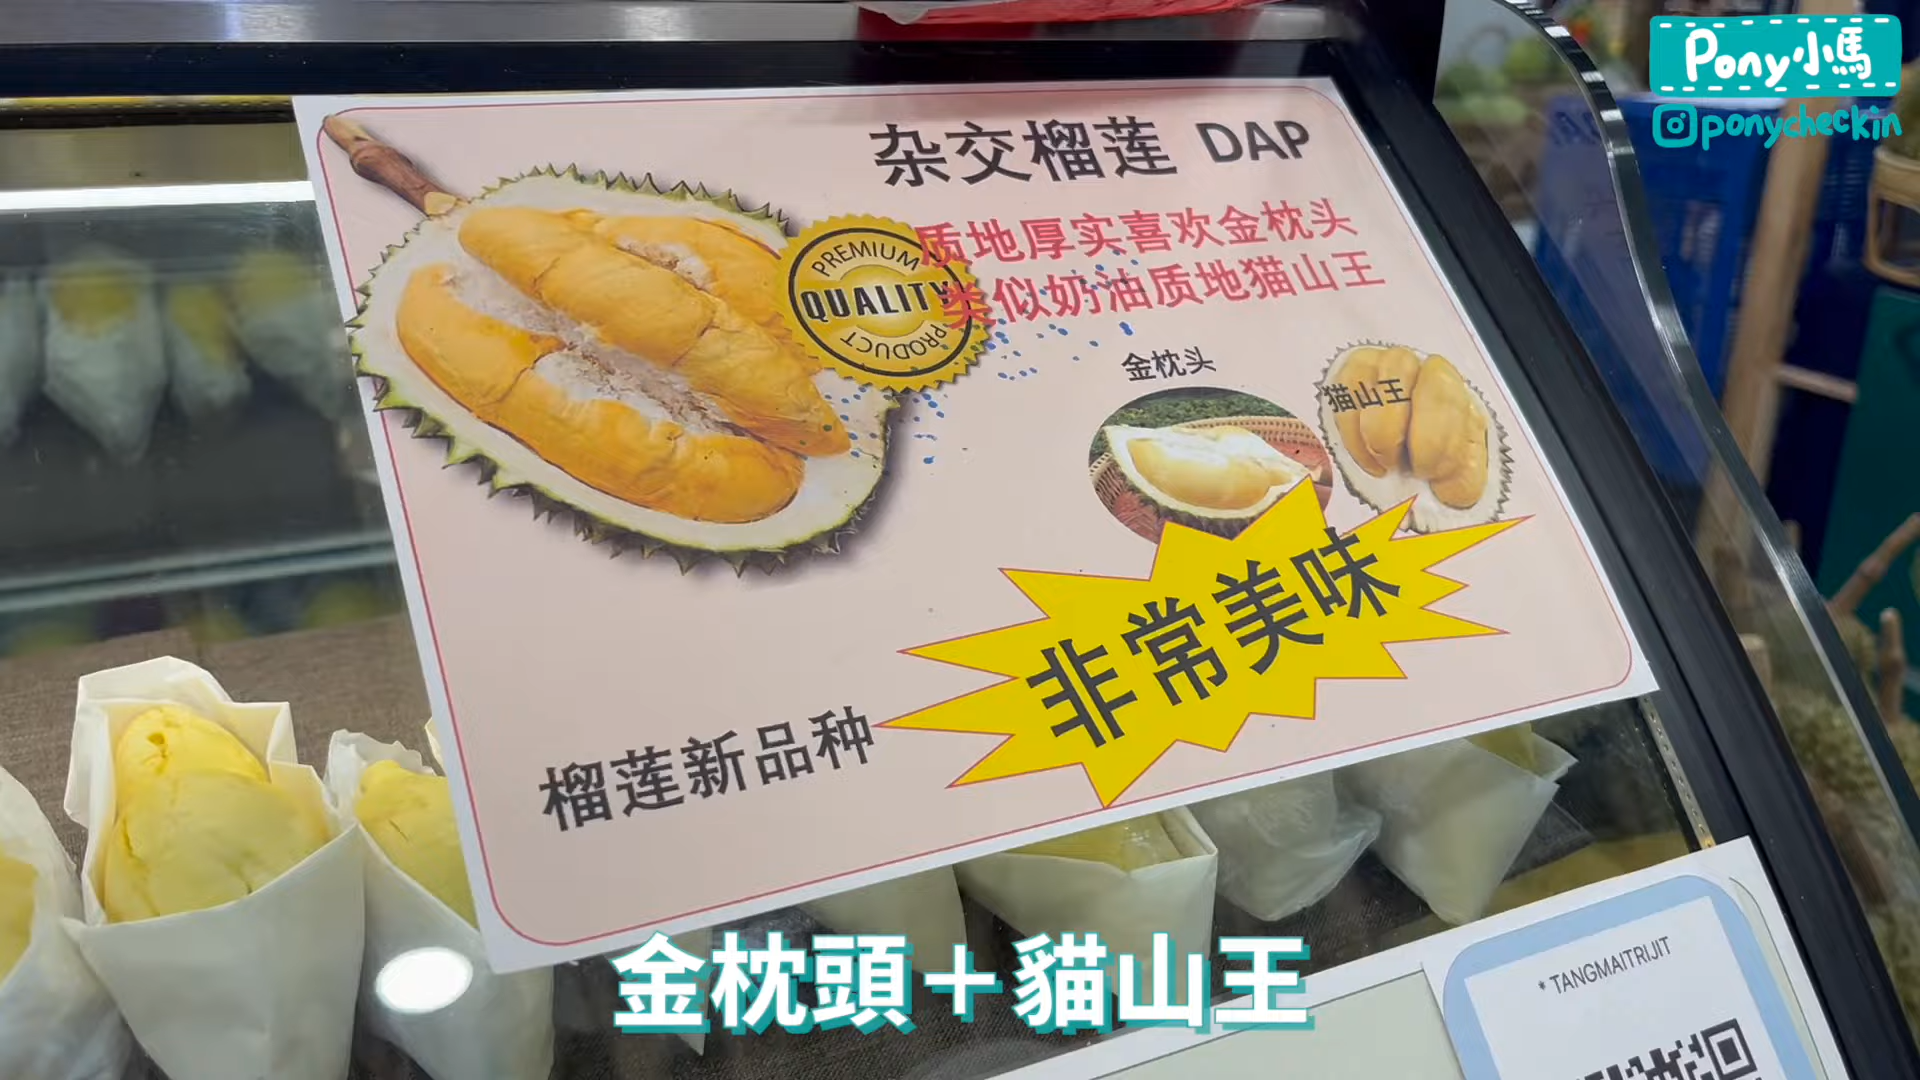 Pony小馬
ponycheckin
杂交榴莲 DAP
质地厚实喜欢金枕头
类似奶油质地猫山王
PREMIUM
QUALITY
PRODUCT
金枕头
猫山王
非常美味
榴莲新品种
* TANGMAITRIJIT
金枕頭＋貓山王